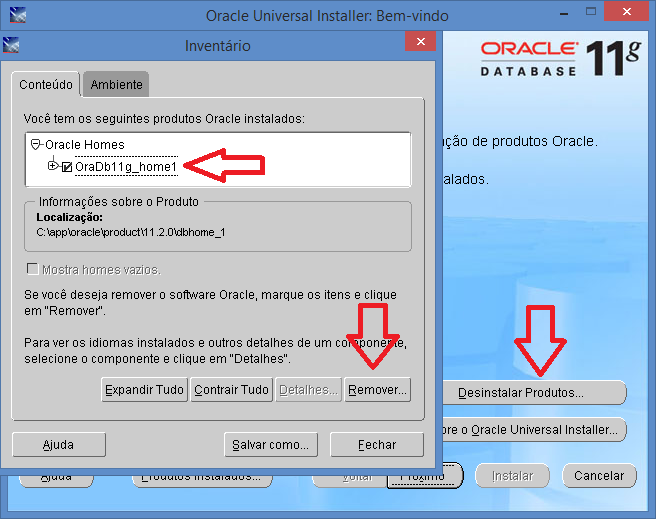 Oracle Universal Installer: Bem-vindo
Inventário
ORACLE
DATABASE 11g
Conteúdo
Ambiente
Você tem os seguintes produtos Oracle instalados:
Oracle Homes
OraDb11g_home1
ção de produtos Oracle.
alados.
Informações sobre o Produto
Localização:
C:\app\oracle\product\11.2.0\dbhome_1
Mostra homes vazios.
Se você deseja remover o software Oracle, marque os itens e clique
em "Remover".
Para ver os idiomas instalados e outros detalhes de um componente,
selecione o componente e clique em "Detalhes".
Expandir Tudo
Contrair Tudo
Detalhes...
Remover...
Desinstalar Produtos...
bre o Oracle Universal Installer...
Ajuda
Salvar como...
Fechar
Ajuda
Produtos Instalados...
Voltar
Próximo
Instalar
Cancelar